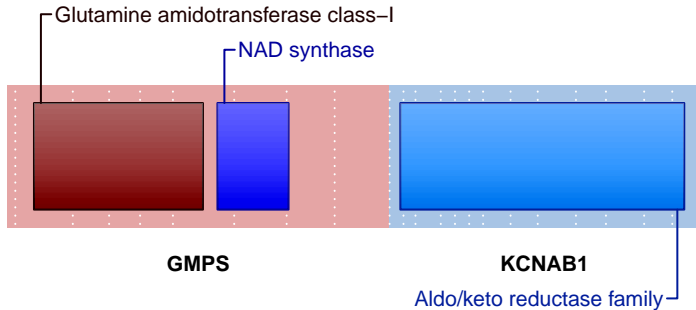 Glutamine amidotransferase class−I
NAD synthase
GMPS
KCNAB1
Aldo/keto reductase family